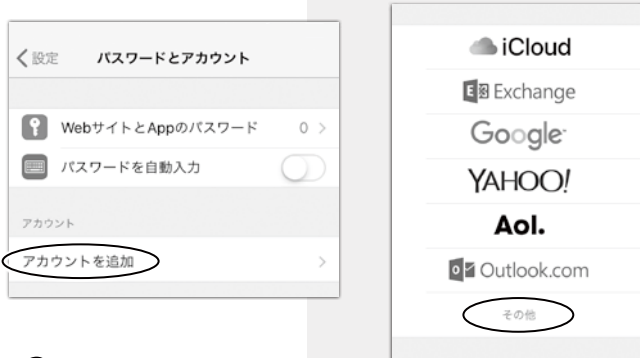 設定
パスワードとアカウント
WebサイトとAppのパスワード 0
パスワードを自動入力
アカウント
アカウントを追加
iCloud
E Exchange
Google
YAHOO!
Aol.
o Outlook.com
その他